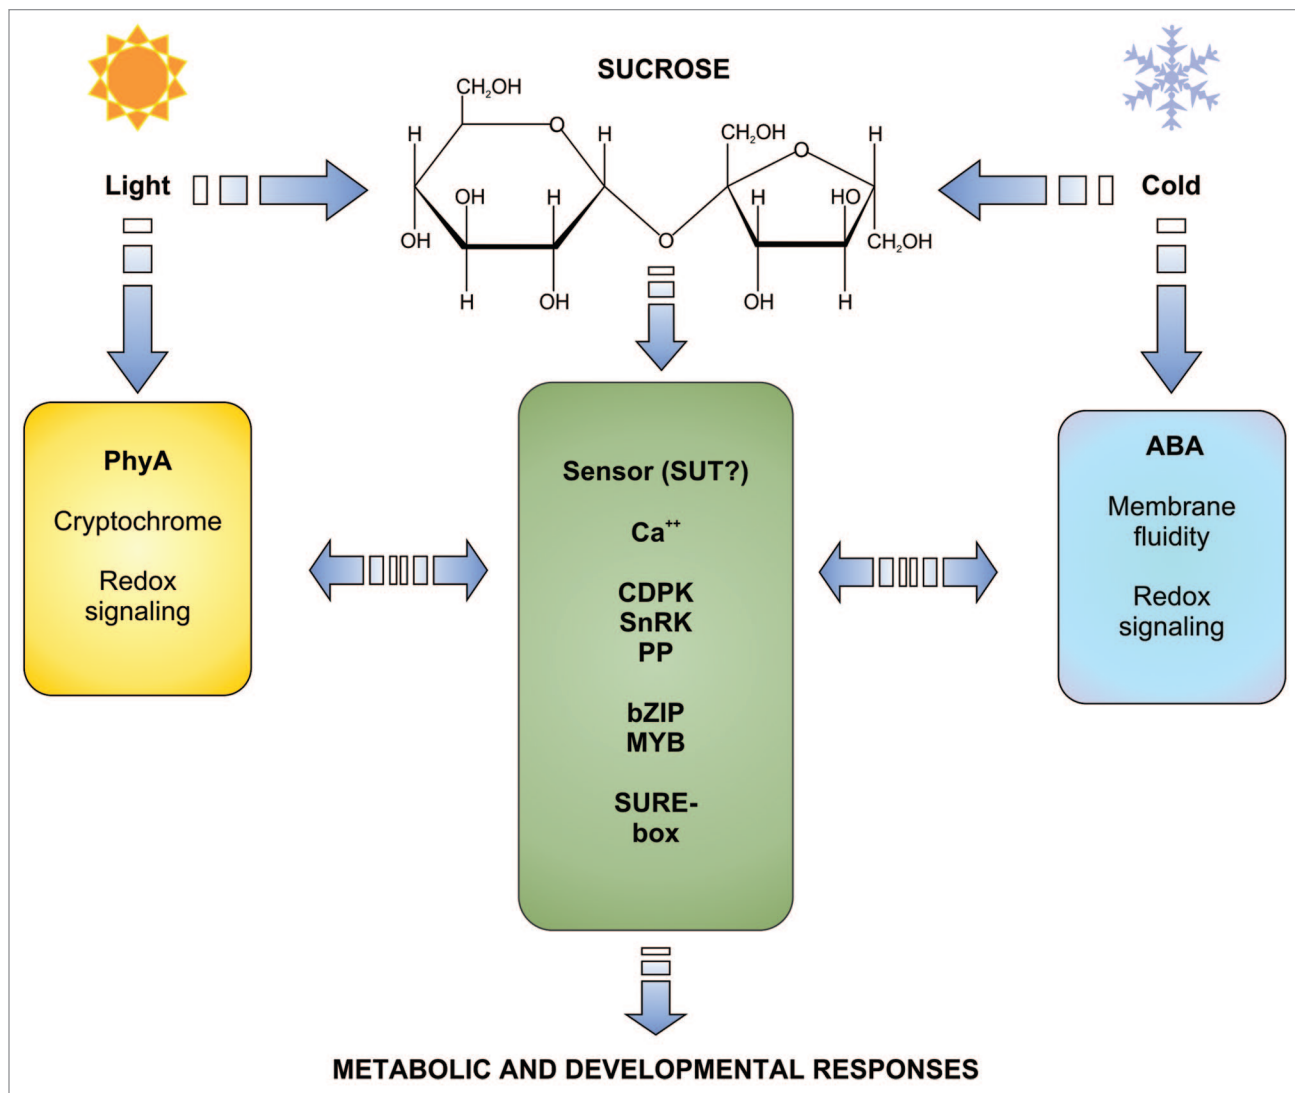 SUCROSE
CH₂OH
O
H
H
CH₂OH
O
H
Light
Cold
OH
H
H
HO
OH
O
CH₂OH
H
OH
OH
H
PhyA
Cryptochrome
Redox
signaling
Sensor (SUT?)
Ca⁺⁺
CDPK
SnRK
PP
bZIP
MYB
SURE-
box
ABA
Membrane
fluidity
Redox
signaling
METABOLIC AND DEVELOPMENTAL RESPONSES